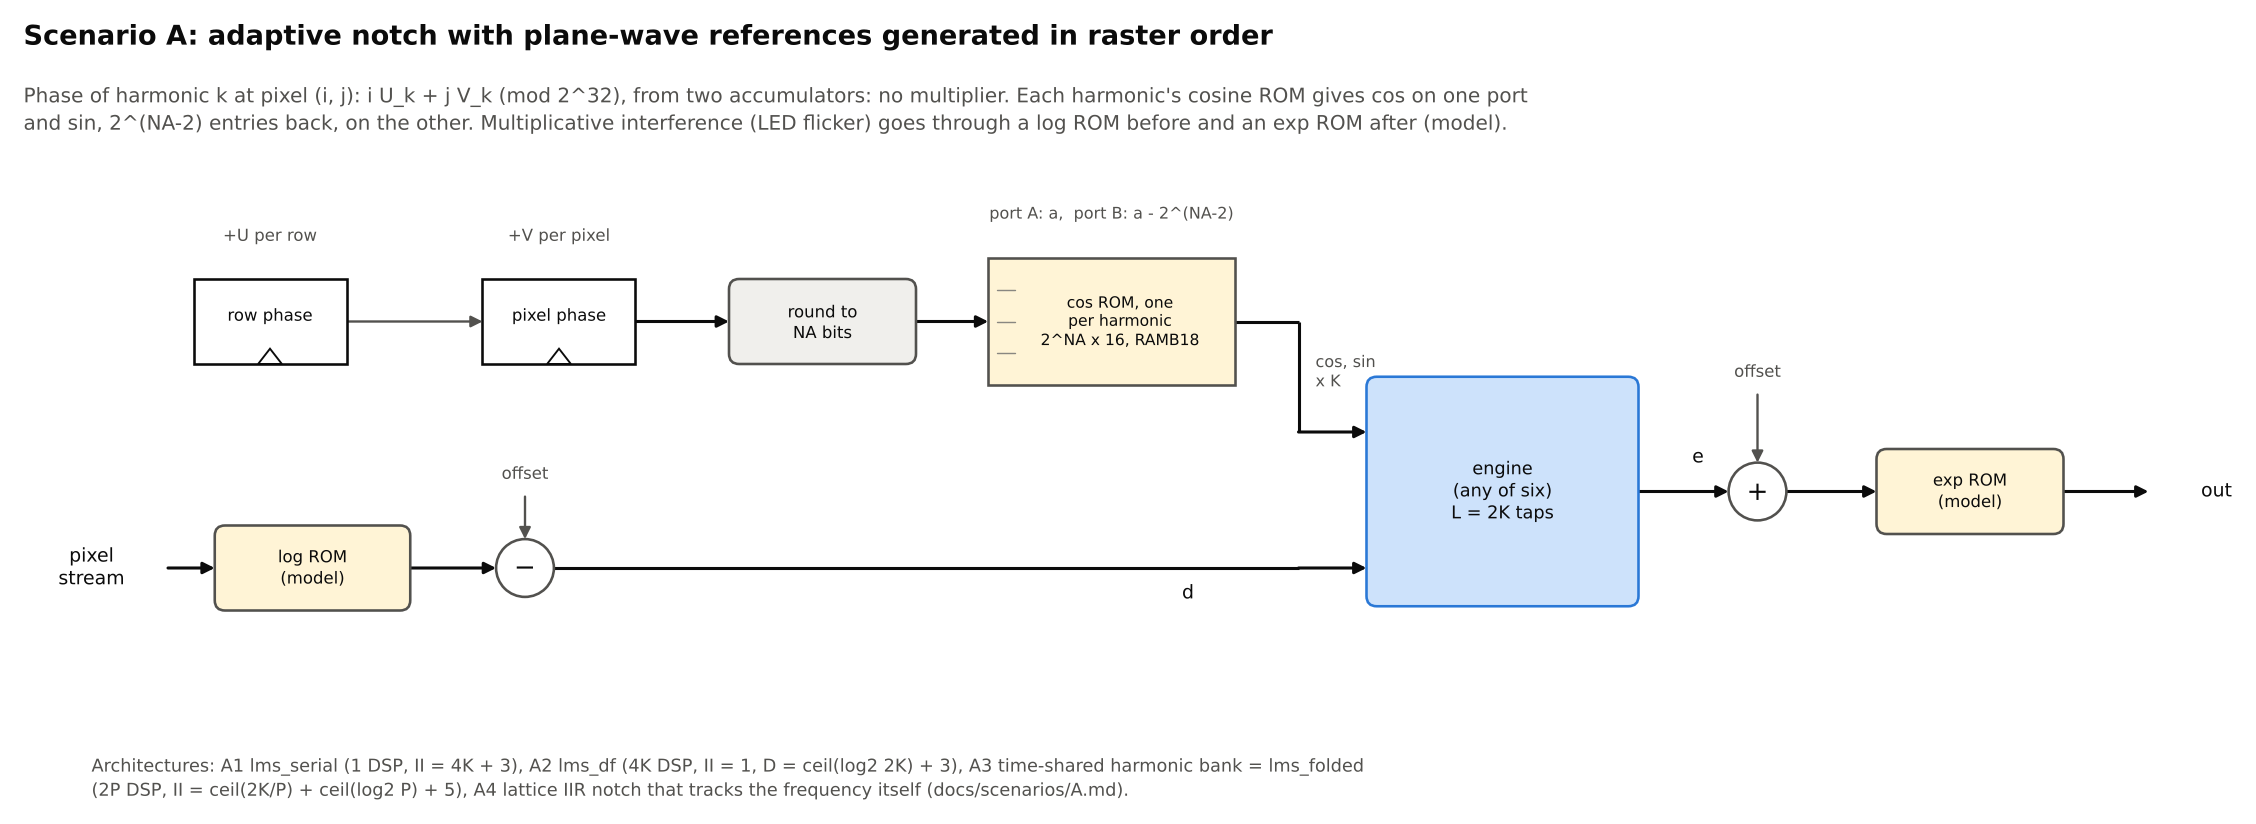 Scenario A: adaptive notch with plane-wave references generated in raster order
Phase of harmonic k at pixel (i, j): i U_k + j V_k (mod 2^32), from two accumulators: no multiplier. Each harmonic's cosine ROM gives cos on one port
and sin, 2^(NA-2) entries back, on the other. Multiplicative interference (LED flicker) goes through a log ROM before and an exp ROM after (model).
port A: a,  port B: a - 2^(NA-2)
+U per row
+V per pixel
row phase
pixel phase
round to
NA bits
cos ROM, one
per harmonic
2^NA x 16, RAMB18
cos, sin
x K
offset
engine
(any of six)
L = 2K taps
e
+
exp ROM
(model)
out
offset
pixel
stream
log ROM
(model)
−
d
Architectures: A1 lms_serial (1 DSP, II = 4K + 3), A2 lms_df (4K DSP, II = 1, D = ceil(log2 2K) + 3), A3 time-shared harmonic bank = lms_folded
(2P DSP, II = ceil(2K/P) + ceil(log2 P) + 5), A4 lattice IIR notch that tracks the frequency itself (docs/scenarios/A.md).